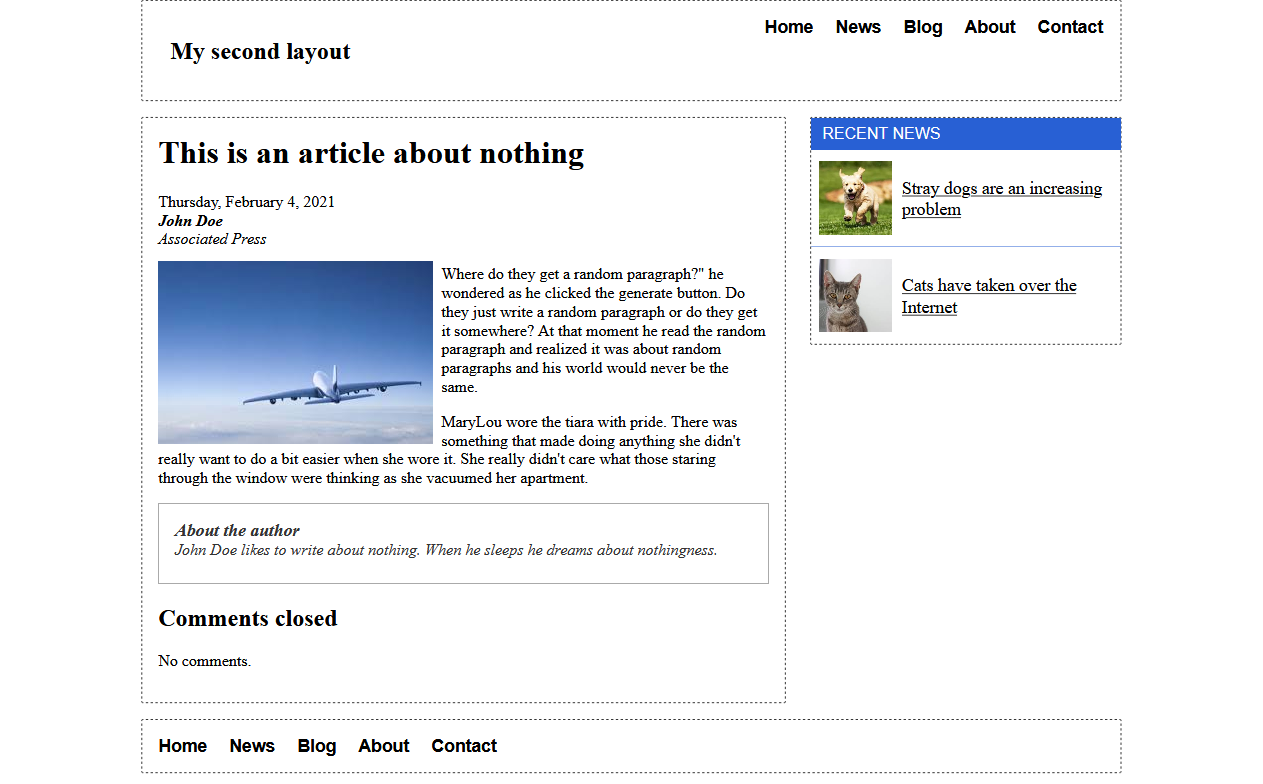 My second layout
Home News Blog About Contact
This is an article about nothing
Thursday, February 4, 2021
John Doe
Associated Press
Where do they get a random paragraph?" he
wondered as he clicked the generate button. Do
they just write a random paragraph or do they get
it somewhere? At that moment he read the random
paragraph and realized it was about random
paragraphs and his world would never be the
same.
MaryLou wore the tiara with pride. There was
something that made doing anything she didn't
really want to do a bit easier when she wore it. She really didn't care what those staring
through the window were thinking as she vacuumed her apartment.
About the author
John Doe likes to write about nothing. When he sleeps he dreams about nothingness.
Comments closed
No comments.
RECENT NEWS
Stray dogs are an increasing
problem
Cats have taken over the
Internet
Home News Blog About Contact